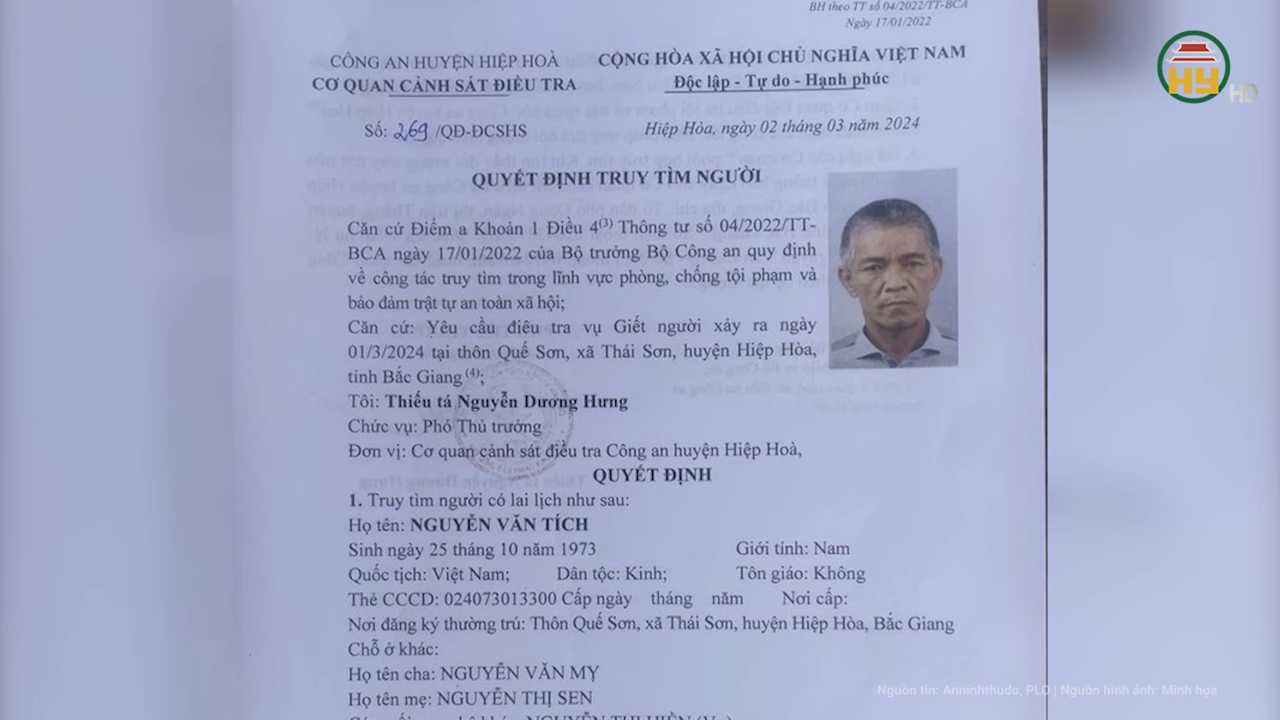 BH theo TT số 04/2022/TT-BCA
Ngày 17/01/2022
CÔNG AN HUYỆN HIỆP HOÀ
CƠ QUAN CẢNH SÁT ĐIỀU TRA
CỘNG HÒA XÃ HỘI CHỦ NGHĨA VIỆT NAM
Độc lập - Tự do - Hạnh phúc
Số: 269 /QĐ-ĐCSHS
Hiệp Hòa, ngày 02 tháng 03 năm 2024
HY HD
QUYẾT ĐỊNH TRUY TÌM NGƯỜI
Căn cứ Điểm a Khoản 1 Điều 4(3) Thông tư số 04/2022/TT-
BCA ngày 17/01/2022 của Bộ trưởng Bộ Công an quy định
về công tác truy tìm trong lĩnh vực phòng, chống tội phạm và
bảo đảm trật tự an toàn xã hội;
Căn cứ: Yêu cầu điều tra vụ Giết người xảy ra ngày
01/3/2024 tại thôn Quế Sơn, xã Thái Sơn, huyện Hiệp Hòa,
tỉnh Bắc Giang (4);
Tôi: Thiếu tá Nguyễn Dương Hưng
Chức vụ: Phó Thủ trưởng
Đơn vị: Cơ quan cảnh sát điều tra Công an huyện Hiệp Hoà,
QUYẾT ĐỊNH
1. Truy tìm người có lai lịch như sau:
Họ tên: NGUYỄN VĂN TÍCH
Sinh ngày 25 tháng 10 năm 1973 Giới tính: Nam
Quốc tịch: Việt Nam; Dân tộc: Kinh; Tôn giáo: Không
Thẻ CCCD: 024073013300 Cấp ngày tháng năm Nơi cấp:
Nơi đăng ký thường trú: Thôn Quế Sơn, xã Thái Sơn, huyện Hiệp Hòa, Bắc Giang
Chỗ ở khác:
Họ tên cha: NGUYỄN VĂN MỴ
Họ tên mẹ: NGUYỄN THỊ SEN
Nguồn tin: Anninhthudo, PLO | Nguồn hình ảnh: Minh họa